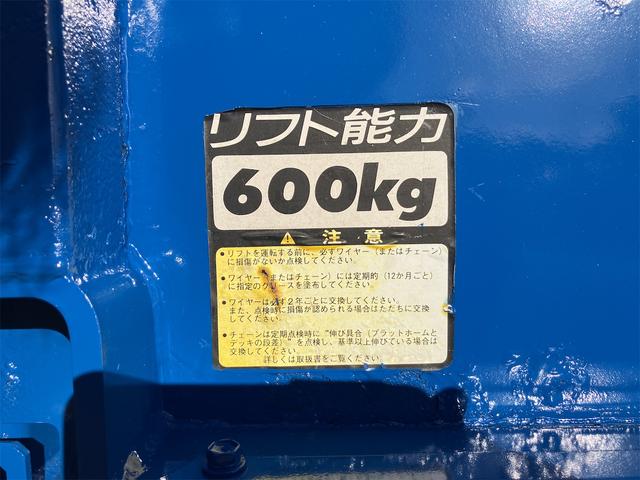 リフト能力
600kg
⚠ 注意
●リフトを運転する前に、必ずワイヤー（またはチェーン）
に損傷がないか点検してください。
●ワイヤー（またはチェーン）には定期的（12か月ごと）
に指定のグリースを塗布してください。
●ワイヤーは必ず2年ごとに交換してください。
また、点検時に損傷が認められる場合はただちに交換
してください。
●チェーンは定期点検時に“伸び具合（プラットホームと
デッキの段差）”を点検し、基準以上伸びている場合は
交換してください。
詳しくは取扱書をご覧ください。